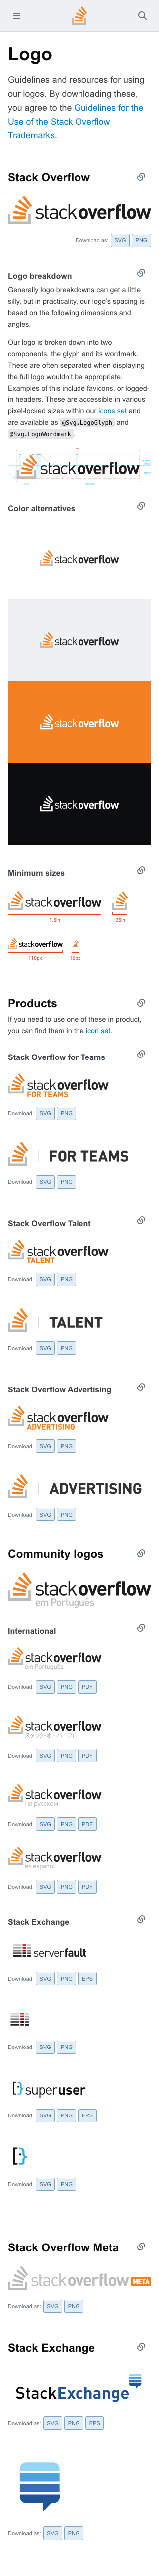 Logo
Guidelines and resources for using
our logos. By downloading these,
you agree to the Guidelines for the
Use of the Stack Overflow
Trademarks.
Stack Overflow
stackoverflow
Download as: SVG PNG
Logo breakdown
Generally logo breakdowns can get a little
silly, but in practicality, our logo's spacing is
based on the following dimensions and
angles.
Our logo is broken down into two
components, the glyph and its wordmark.
These are often separated when displaying
the full logo wouldn't be appropriate.
Examples of this include favicons, or logged-
in headers. These are accessible in various
pixel-locked sizes within our icons set and
are available as @Svg.LogoGlyph and
@Svg.LogoWordmark.
stackoverflow
Color alternatives
stackoverflow
stackoverflow
stackoverflow
stackoverflow
Minimum sizes
stackoverflow
1.5in .25in
stackoverflow
110px 16px
Products
If you need to use one of these in product,
you can find them in the icon set.
Stack Overflow for Teams
stackoverflow
FOR TEAMS
Download: SVG PNG
FOR TEAMS
Download: SVG PNG
Stack Overflow Talent
stackoverflow
TALENT
Download: SVG PNG
TALENT
Download: SVG PNG
Stack Overflow Advertising
stackoverflow
ADVERTISING
Download: SVG PNG
ADVERTISING
Download: SVG PNG
Community logos
stackoverflow
em Português
International
stackoverflow
em Português
Download: SVG PNG PDF
stackoverflow
スタック・オーバーフロー
Download: SVG PNG PDF
stackoverflow
на русском
Download: SVG PNG PDF
stackoverflow
en español
Download: SVG PNG PDF
Stack Exchange
serverfault
Download: SVG PNG EPS
Download: SVG PNG
superuser
Download: SVG PNG EPS
Download: SVG PNG
Stack Overflow Meta
stackoverflow META
Download as: SVG PNG
Stack Exchange
StackExchange
Download as: SVG PNG EPS
Download as: SVG PNG